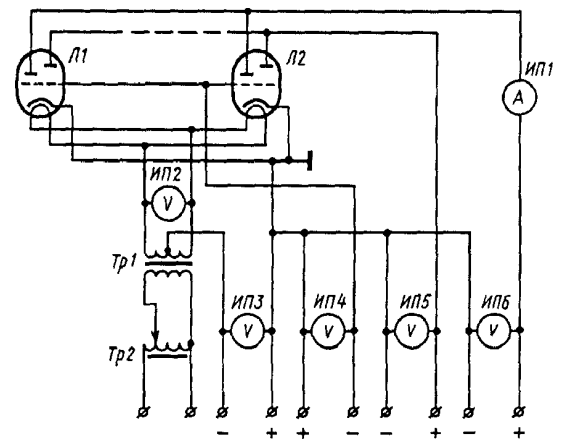 Л1
Л2
ИП1
A
ИП2
V
Тр1
ИП3
ИП4
ИП5
ИП6
V
V
V
V
Тр2
− + + − − + − +